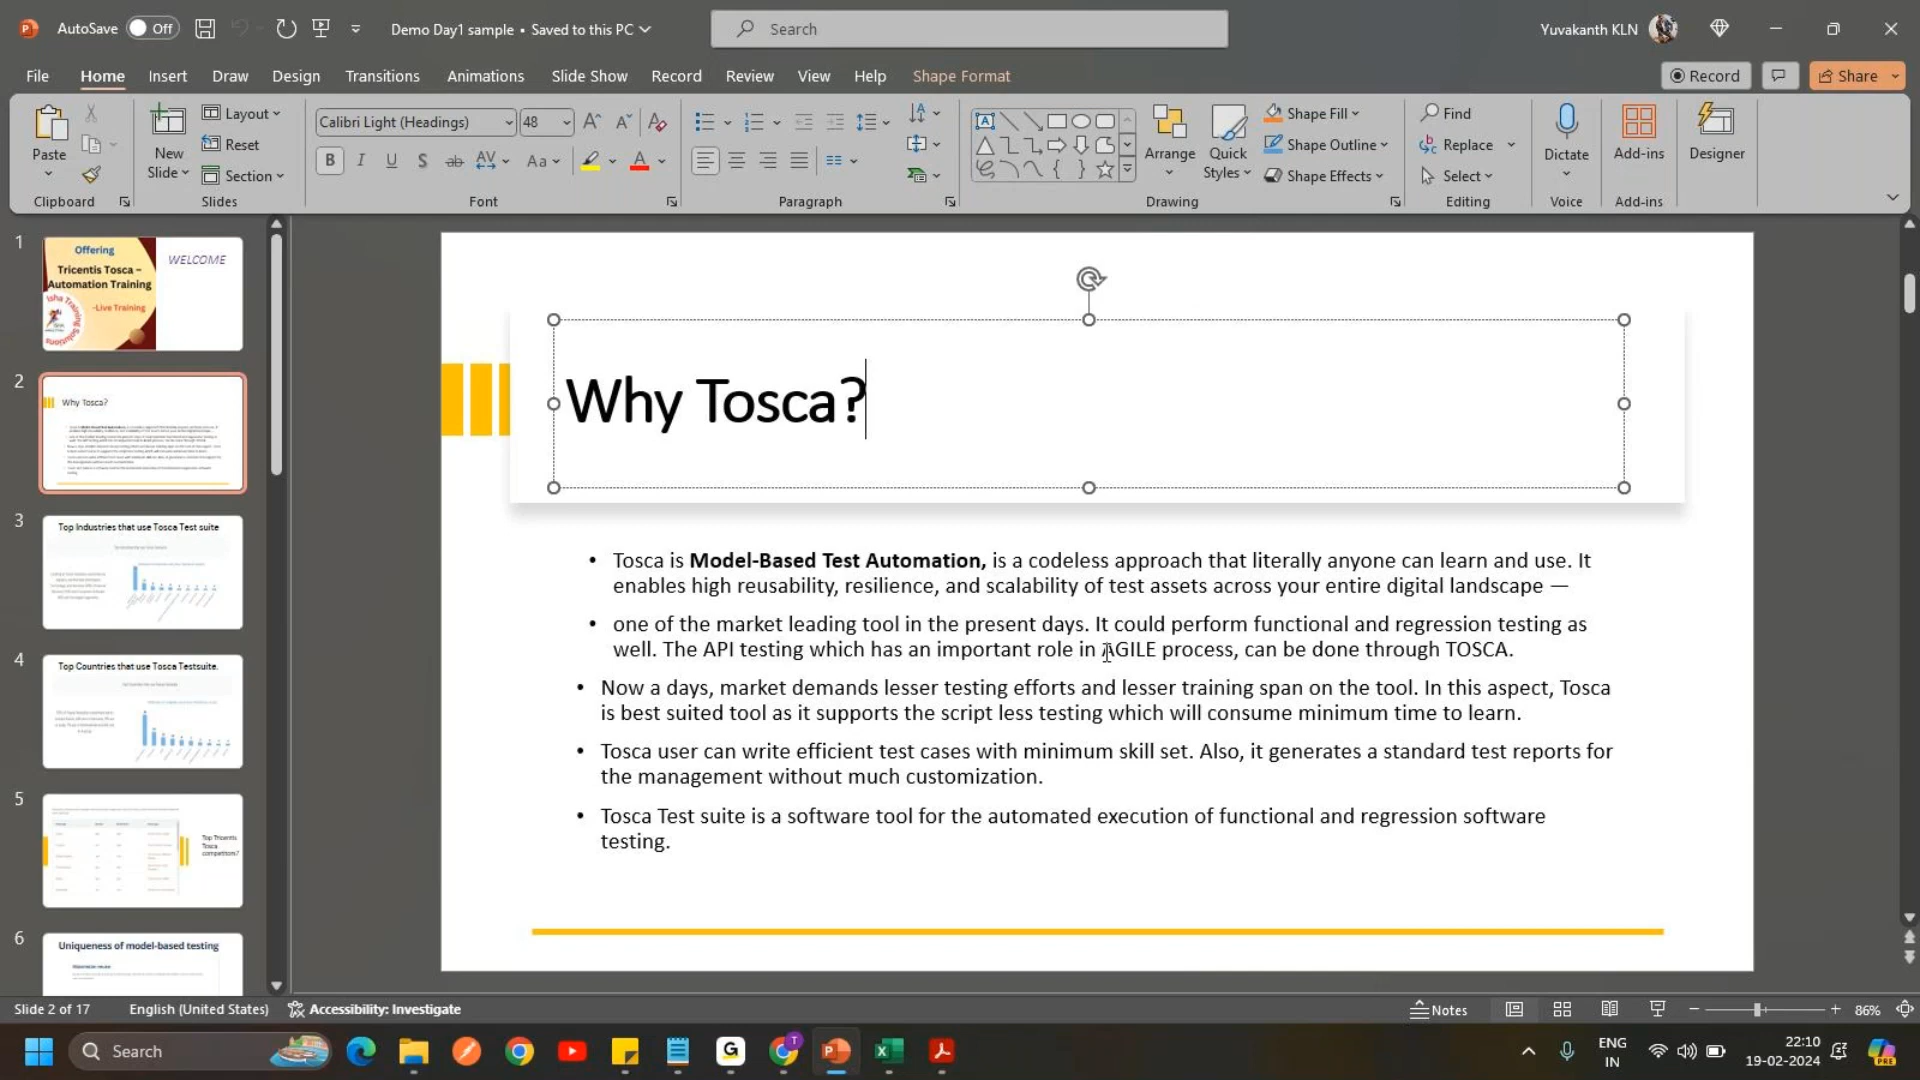 AutoSave Off Demo Day1 sample • Saved to this PC Search Yuvakanth KLN
File Home Insert Draw Design Transitions Animations Slide Show Record Review View Help Shape Format Record Share
Paste New Slide Layout Reset Section Calibri Light (Headings) 48 Arrange Quick Styles Shape Fill Shape Outline Shape Effects Find Replace Select Dictate Add-ins Designer
Clipboard Slides Font Paragraph Drawing Editing Voice Add-ins
1
Offering
Tricentis Tosca –
Automation Training
-Live Training
Isha Training Solutions
WELCOME
2
Why Tosca?
3
Top Industries that use Tosca Test suite
4
Top Countries that use Tosca Testsuite.
5
Top Tricentis
Tosca
competitors?
6
Uniqueness of model-based testing
Why Tosca?
• Tosca is Model-Based Test Automation, is a codeless approach that literally anyone can learn and use. It
enables high reusability, resilience, and scalability of test assets across your entire digital landscape —
• one of the market leading tool in the present days. It could perform functional and regression testing as
well. The API testing which has an important role in AGILE process, can be done through TOSCA.
• Now a days, market demands lesser testing efforts and lesser training span on the tool. In this aspect, Tosca
is best suited tool as it supports the script less testing which will consume minimum time to learn.
• Tosca user can write efficient test cases with minimum skill set. Also, it generates a standard test reports for
the management without much customization.
• Tosca Test suite is a software tool for the automated execution of functional and regression software
testing.
Slide 2 of 17 English (United States) Accessibility: Investigate Notes 86%
Search ENG
IN
22:10
19-02-2024